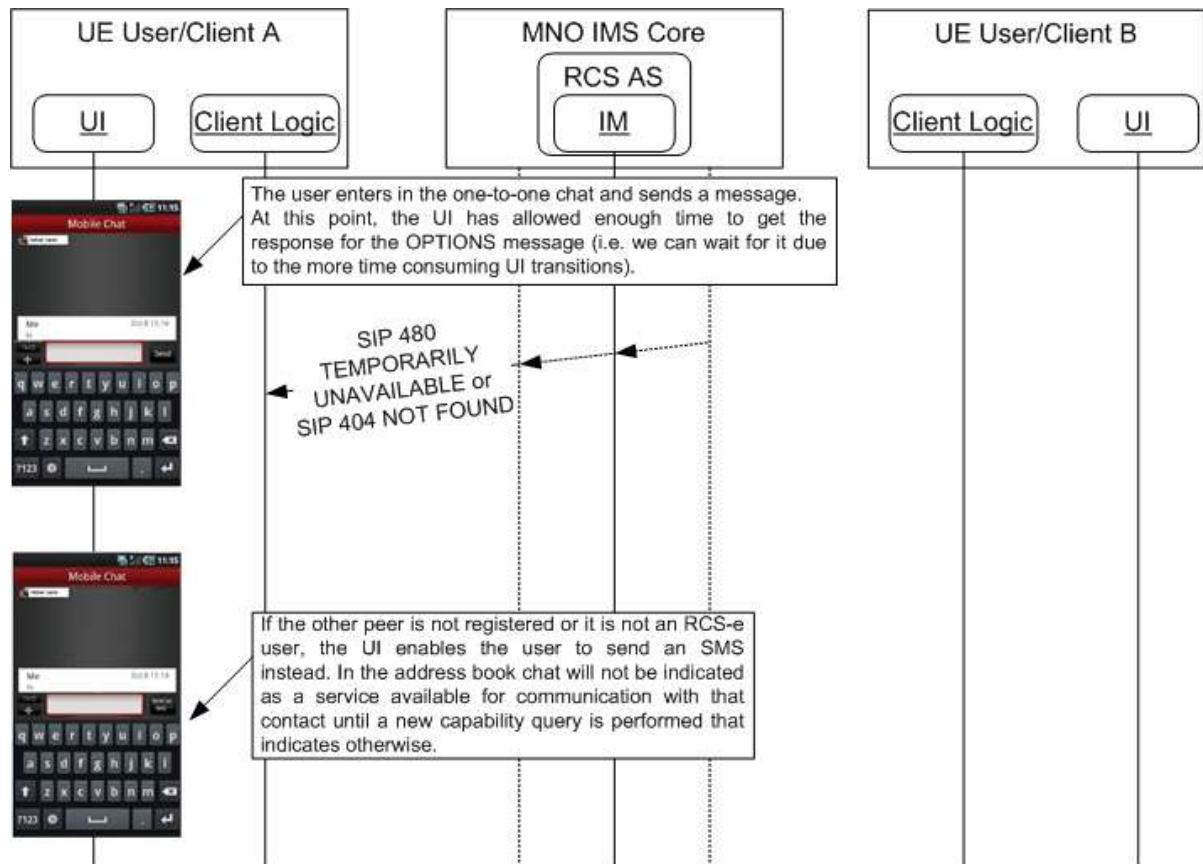 UE User/Client A
MNO IMS Core
UE User/Client B
RCS AS
UI
Client Logic
IM
Client Logic
UI
The user enters in the one-to-one chat and sends a message.
At this point, the UI has allowed enough time to get the
response for the OPTIONS message (i.e. we can wait for it due
to the more time consuming UI transitions).
11:15
Mobile Chat
Me
Send
q w e r t y u i o p
a s d f g h j k l
z x c v b n m
?123 .
SIP 480
TEMPORARILY
UNAVAILABLE or
SIP 404 NOT FOUND
11:15
Mobile Chat
Me
q w e r t y u i o p
a s d f g h j k l
z x c v b n m
?123 .
If the other peer is not registered or it is not an RCS-e
user, the UI enables the user to send an SMS
instead. In the address book chat will not be indicated
as a service available for communication with that
contact until a new capability query is performed that
indicates otherwise.